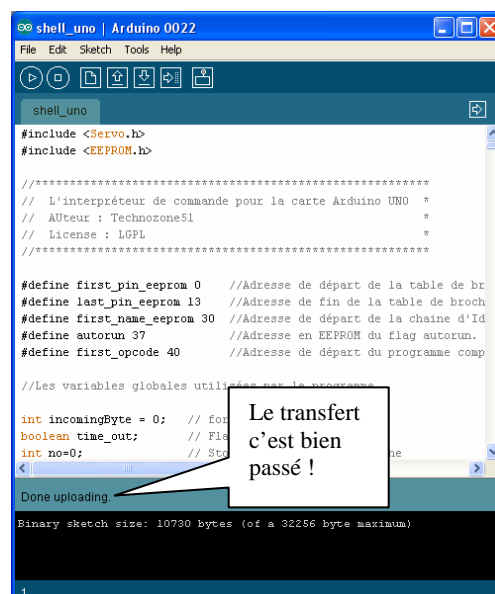 shell_uno | Arduino 0022
File Edit Sketch Tools Help
shell_uno
#include <Servo.h>
#include <EEPROM.h>
//*********************************************************
// L'interpréteur de commande pour la carte Arduino UNO *
// AUteur : Technozone51 *
// License : LGPL *
//*********************************************************
#define first_pin_eeprom 0 //Adresse de départ de la table de br
#define last_pin_eeprom 13 //Adresse de fin de la table de broch
#define first_name_eeprom 30 //Adresse de départ de la chaine d'Id
#define autorun 37 //Adresse en EEPROM du flag autorun.
#define first_opcode 40 //Adresse de départ du programme comp
//Les variables globales utilisées par le programme
int incomingByte = 0; // for
boolean time_out; // Fla
int no=0; // Sto
Le transfert
c'est bien
passé !
Done uploading.
Binary sketch size: 10730 bytes (of a 32256 byte maximum)
1